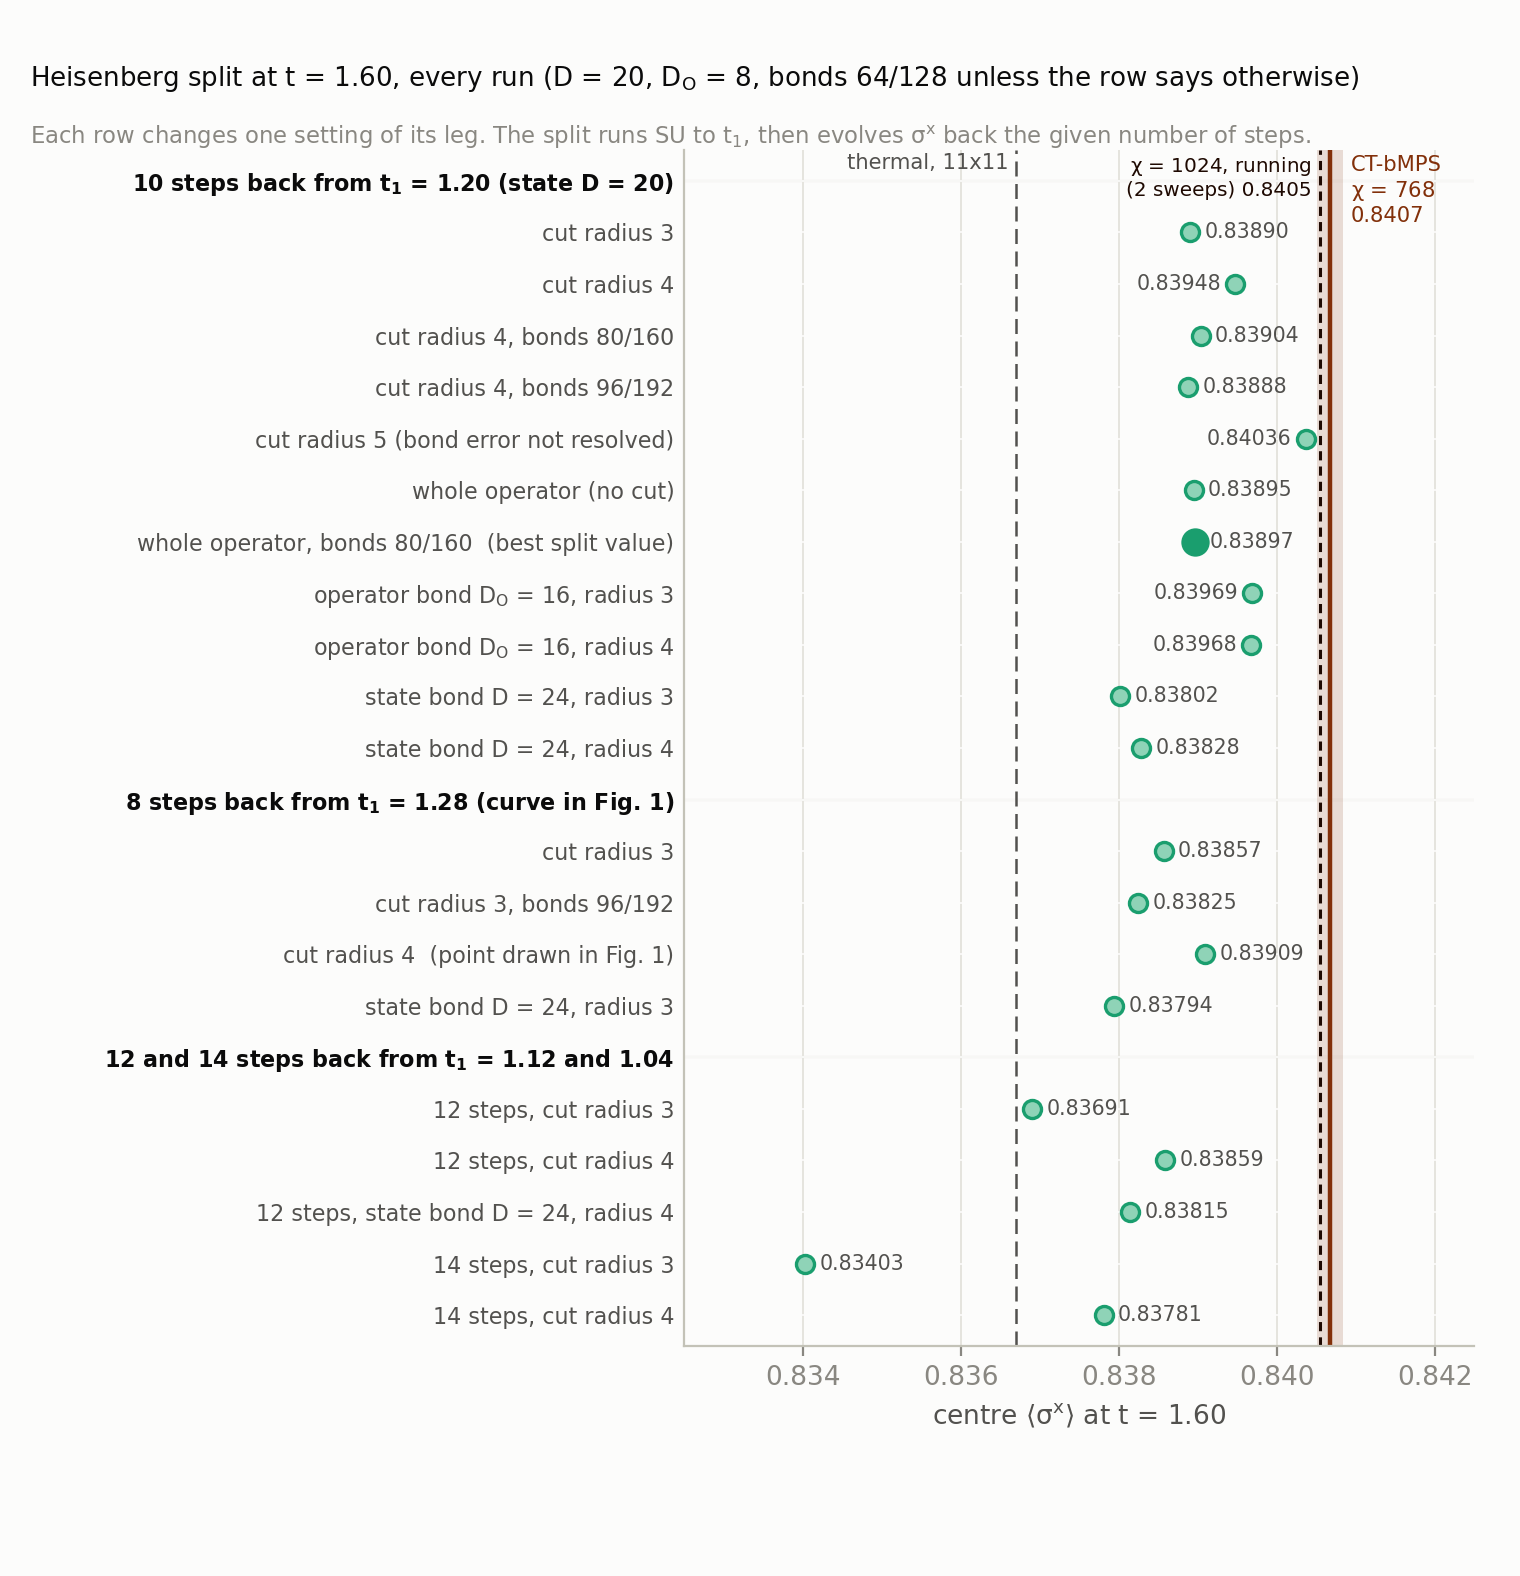 Heisenberg split at t = 1.60, every run (D = 20, D_O = 8, bonds 64/128 unless the row says otherwise)
Each row changes one setting of its leg. The split runs SU to t₁, then evolves σˣ back the given number of steps.
thermal, 11x11
χ = 1024, running
(2 sweeps) 0.8405
CT-bMPS
χ = 768
0.8407
10 steps back from t₁ = 1.20 (state D = 20)
cut radius 3 0.83890
cut radius 4 0.83948
cut radius 4, bonds 80/160 0.83904
cut radius 4, bonds 96/192 0.83888
cut radius 5 (bond error not resolved) 0.84036
whole operator (no cut) 0.83895
whole operator, bonds 80/160 (best split value) 0.83897
operator bond D_O = 16, radius 3 0.83969
operator bond D_O = 16, radius 4 0.83968
state bond D = 24, radius 3 0.83802
state bond D = 24, radius 4 0.83828
8 steps back from t₁ = 1.28 (curve in Fig. 1)
cut radius 3 0.83857
cut radius 3, bonds 96/192 0.83825
cut radius 4 (point drawn in Fig. 1) 0.83909
state bond D = 24, radius 3 0.83794
12 and 14 steps back from t₁ = 1.12 and 1.04
12 steps, cut radius 3 0.83691
12 steps, cut radius 4 0.83859
12 steps, state bond D = 24, radius 4 0.83815
14 steps, cut radius 3 0.83403
14 steps, cut radius 4 0.83781
0.834 0.836 0.838 0.840 0.842
centre ⟨σˣ⟩ at t = 1.60